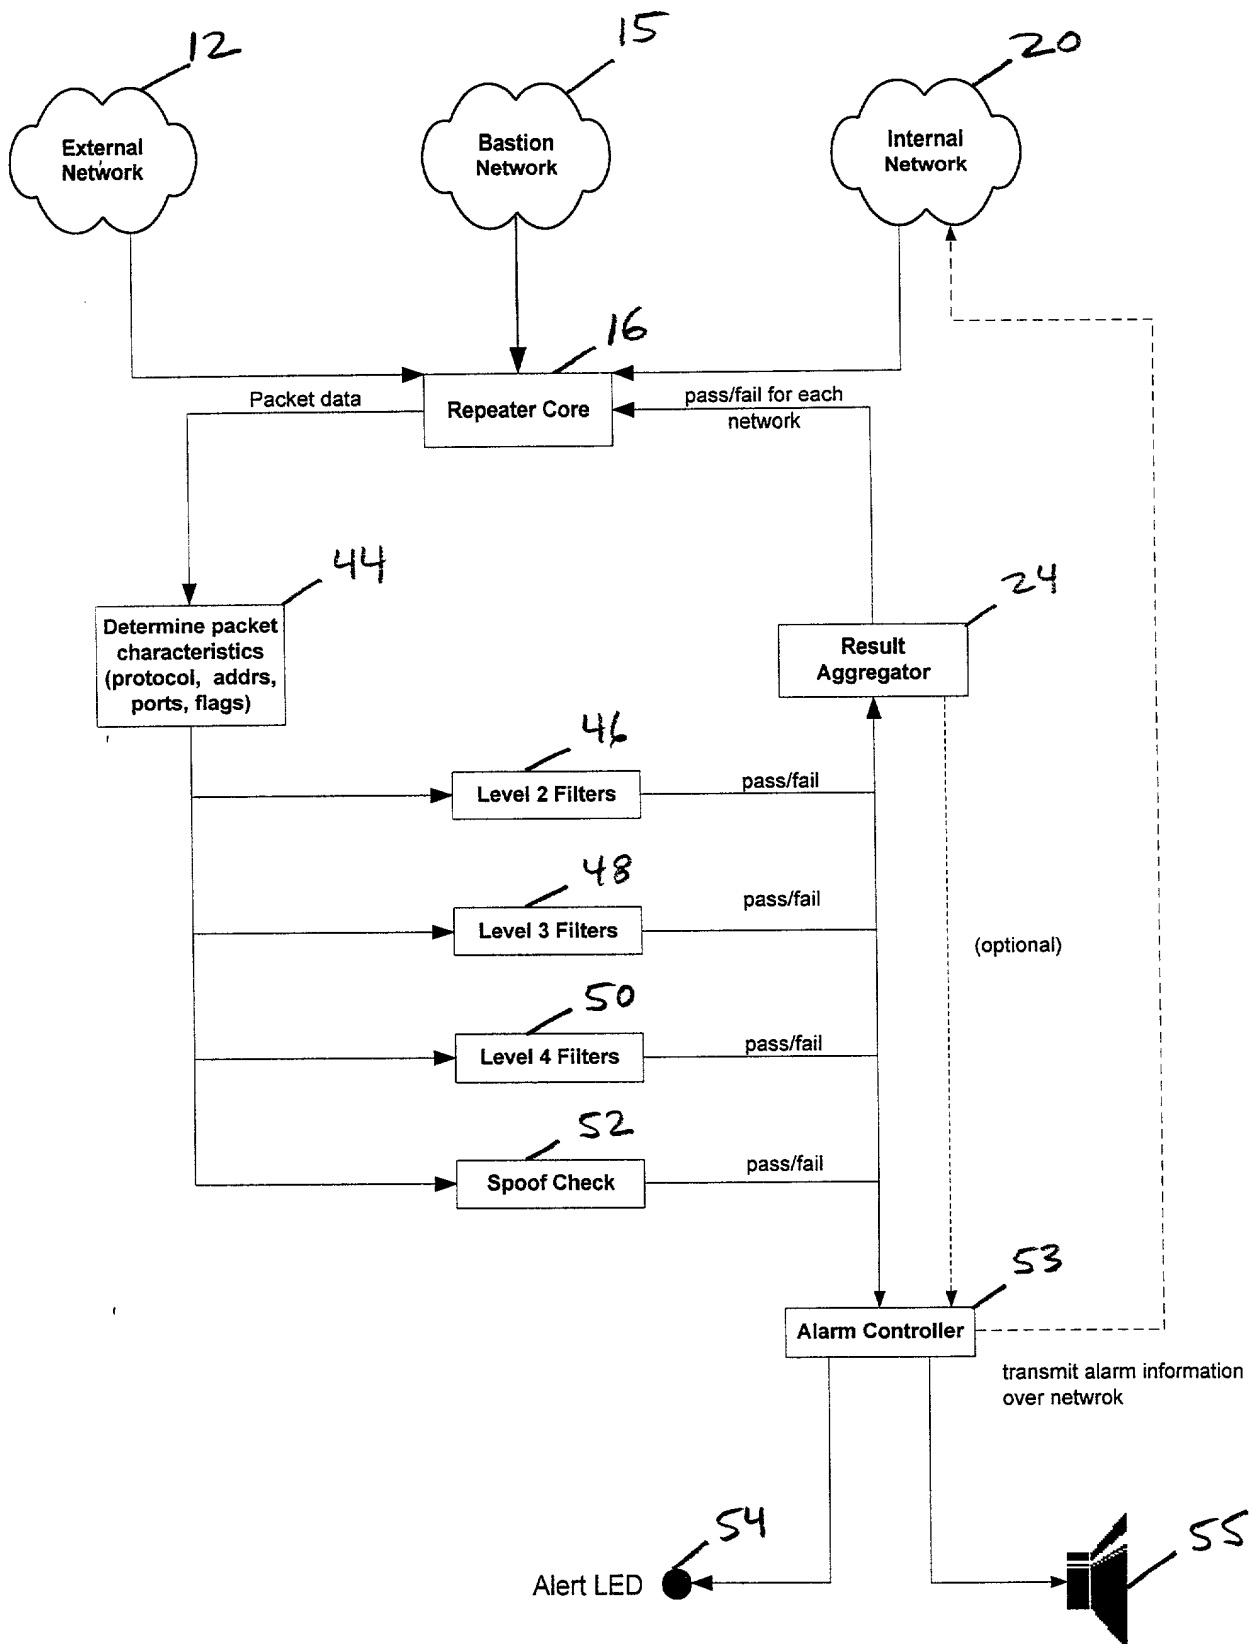 12
15
20
External
Network
Bastion
Network
Internal
Network
16
Packet data
Repeater Core
pass/fail for each
network
44
24
Determine packet
characteristics
(protocol, addrs,
ports, flags)
Result
Aggregator
46
Level 2 Filters
pass/fail
48
Level 3 Filters
pass/fail
(optional)
50
Level 4 Filters
pass/fail
52
Spoof Check
pass/fail
53
Alarm Controller
transmit alarm information
over netwrok
54
55
Alert LED